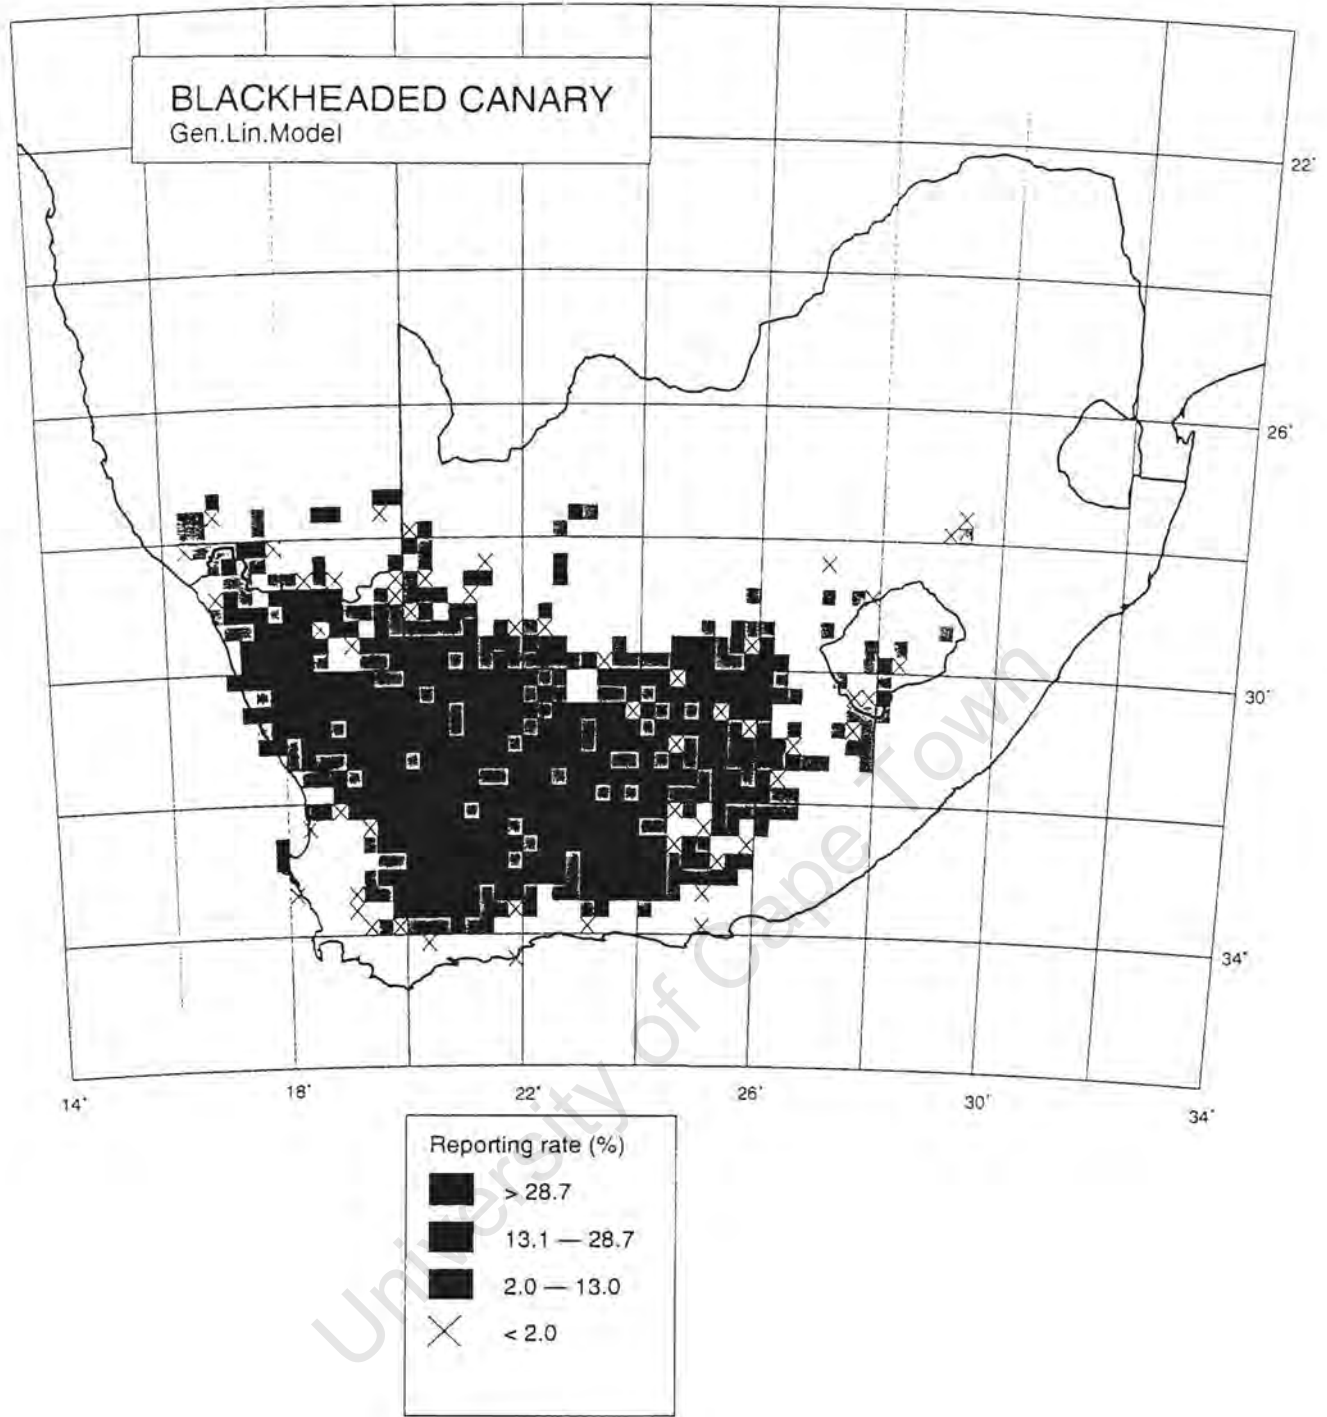 BLACKHEADED CANARY
Gen.Lin.Model
22°
26°
30°
34°
14°
18°
22°
26°
30°
34°
Reporting rate (%)
> 28.7
13.1 — 28.7
2.0 — 13.0
< 2.0
University of Cape Town